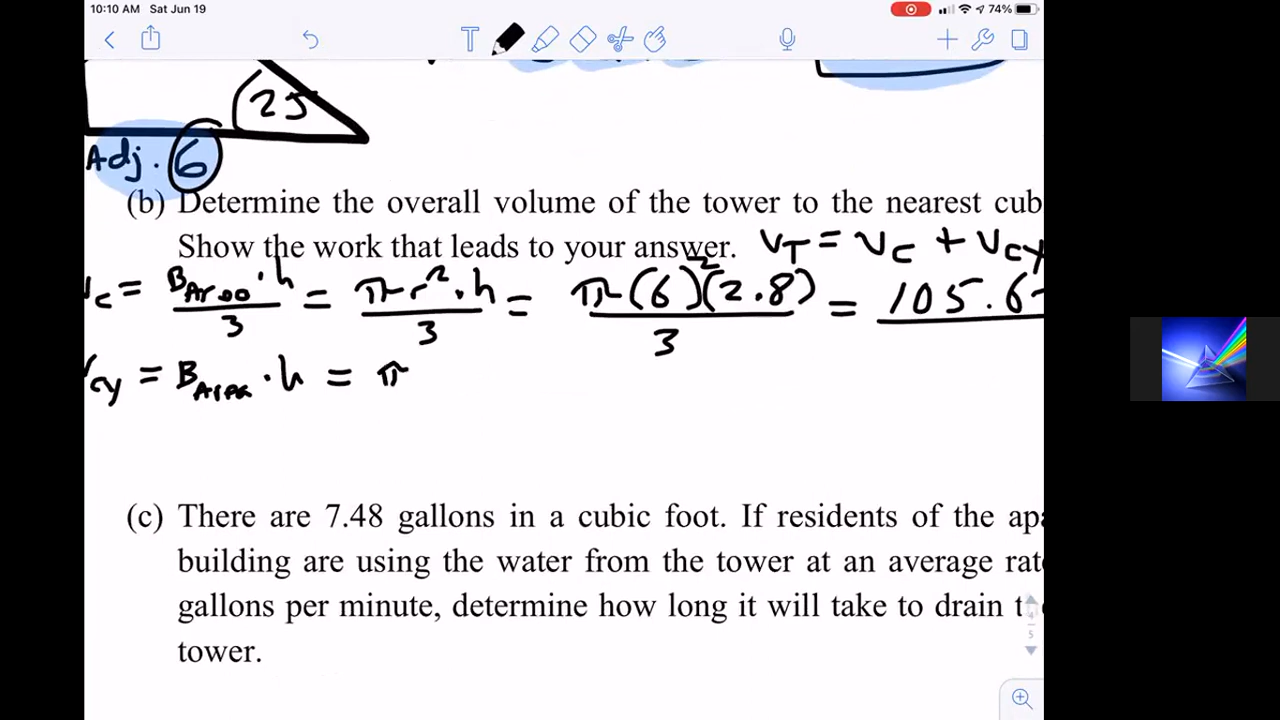 10:10 AM Sat Jun 19
74%
T
25
Adj. 6
(b) Determine the overall volume of the tower to the nearest cub
Show the work that leads to your answer. V_T = V_C + V_CY
V_C = B_Area · h / 3 = πr² · h / 3 = π(6)²(2.8) / 3 = 105.6
V_CY = B_Area · h = π
(c) There are 7.48 gallons in a cubic foot. If residents of the apa
building are using the water from the tower at an average rate
gallons per minute, determine how long it will take to drain t
tower.